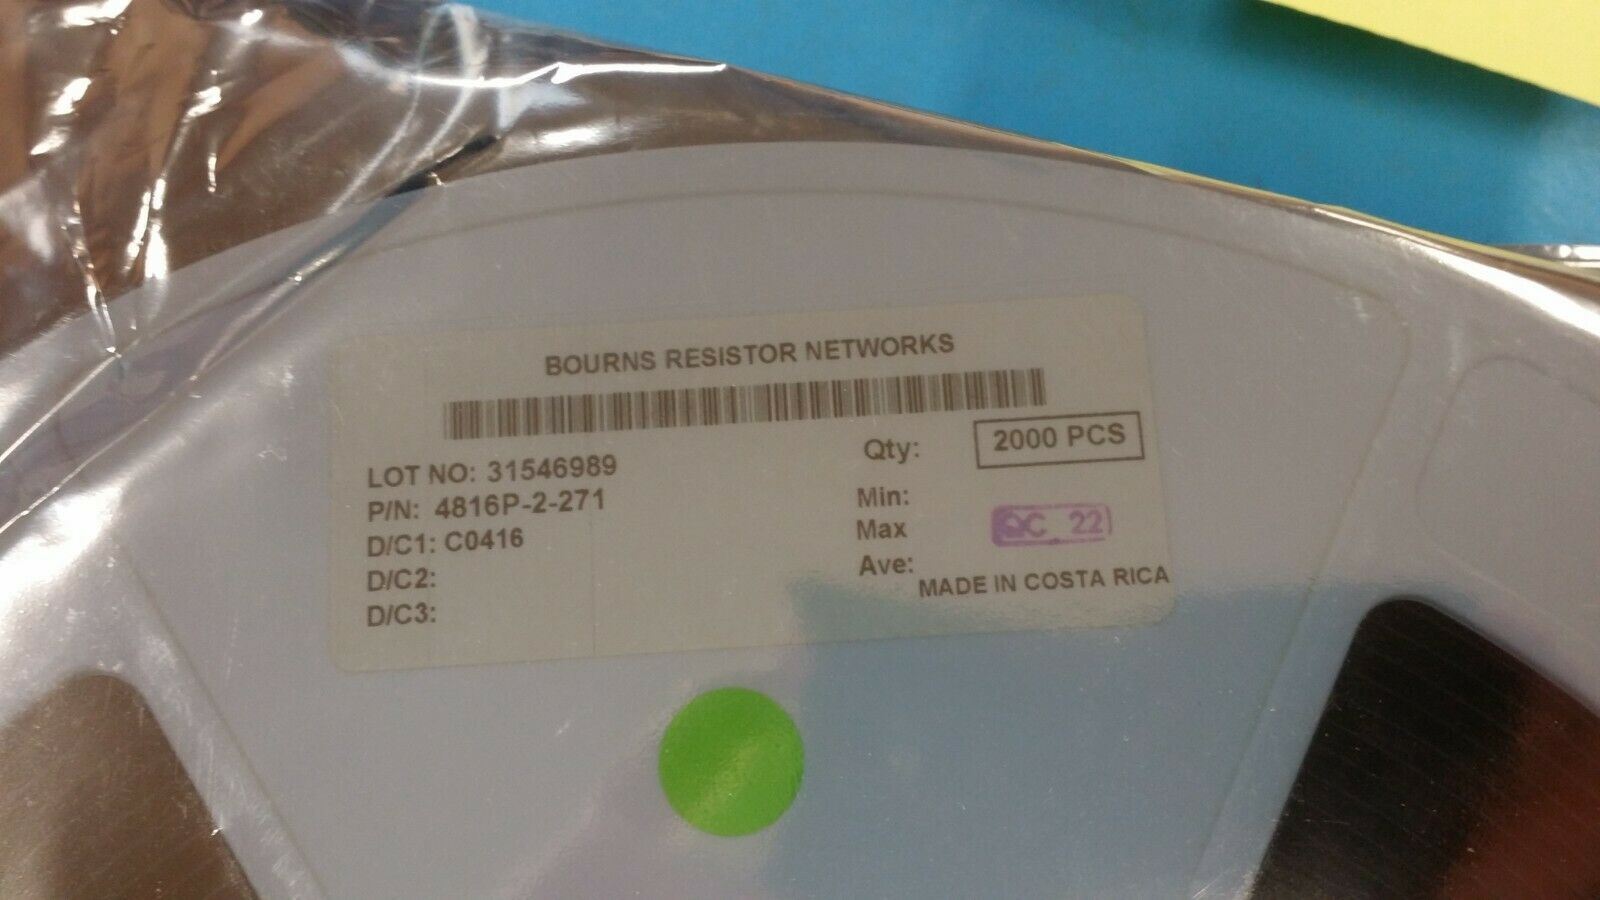 BOURNS RESISTOR NETWORKS
LOT NO: 31546989
P/N: 4816P-2-271
D/C1: C0416
D/C2:
D/C3:
Qty: 2000 PCS
Min:
Max
Ave:
QC 22
MADE IN COSTA RICA